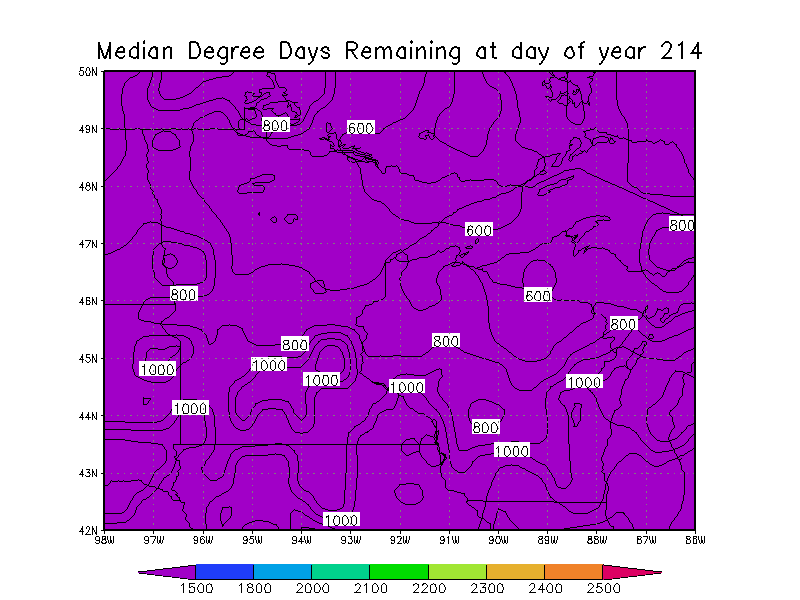 Median Degree Days Remaining at day of year 214
50N
800 600
49N
48N
600 800
47N
800 600
46N
800
800 800
45N
1000 1000
1000 1000 1000
1000
44N
800
1000
43N
1000
42N
98W 97W 96W 95W 94W 93W 92W 91W 90W 89W 88W 87W 86W
1500 1800 2000 2100 2200 2300 2400 2500